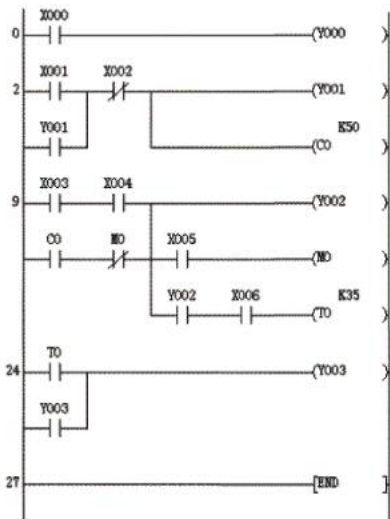 X000
0 (Y000)
X001 X002
2 (Y001)
Y001 K50
(C0)
X003 X004
9 (Y002)
C0 M0 X005
(M0)
Y002 X006 K35
(T0)
T0
24 (Y003)
Y003
27 [END]